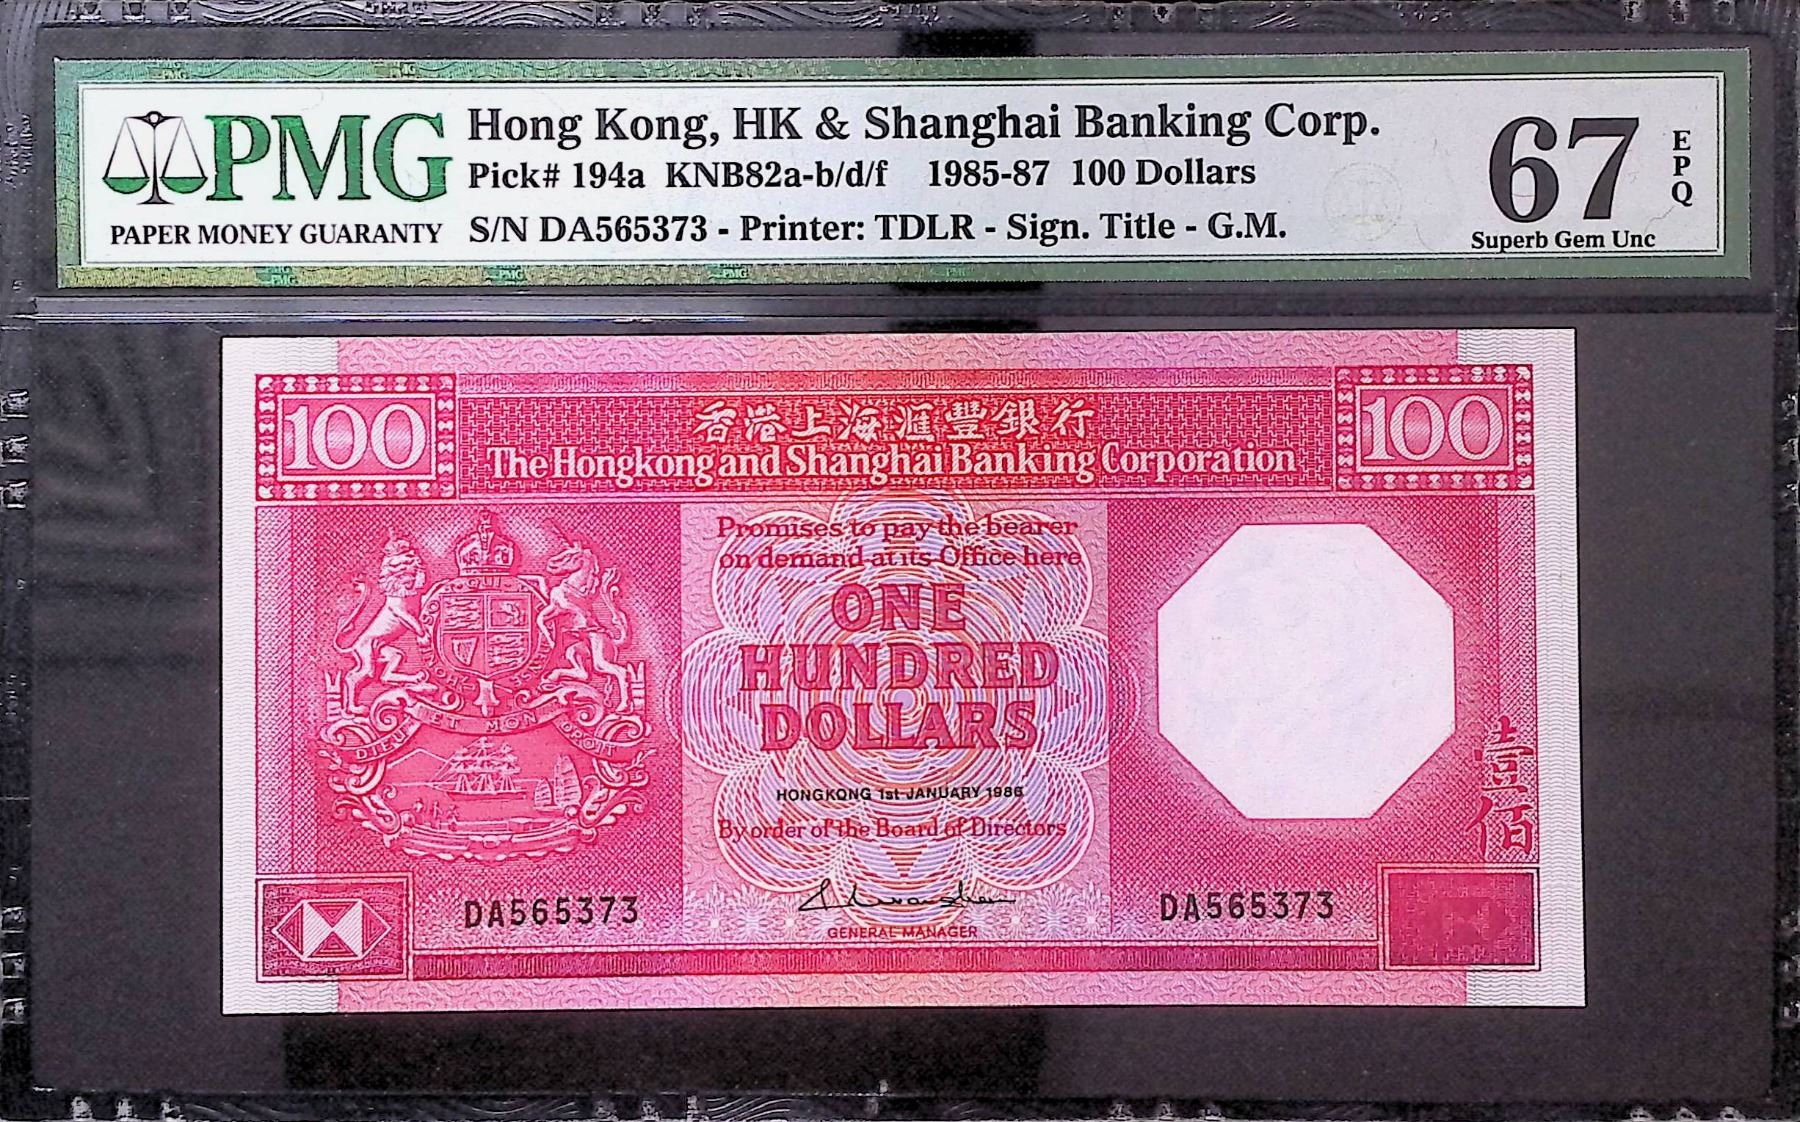 PMG
PAPER MONEY GUARANTY
Hong Kong, HK & Shanghai Banking Corp.
Pick# 194a KNB82a-b/d/f 1985-87 100 Dollars
S/N DA565373 - Printer: TDLR - Sign. Title - G.M.
67
EPQ
Superb Gem Unc
100
香港上海滙豐銀行
The Hongkong and Shanghai Banking Corporation
100
Promises to pay the bearer
on demand at its Office here
ONE
HUNDRED
DOLLARS
HONGKONG 1st JANUARY 1986
By order of the Board of Directors
GENERAL MANAGER
DIEU ET MON DROIT
壹佰
DA565373
DA565373